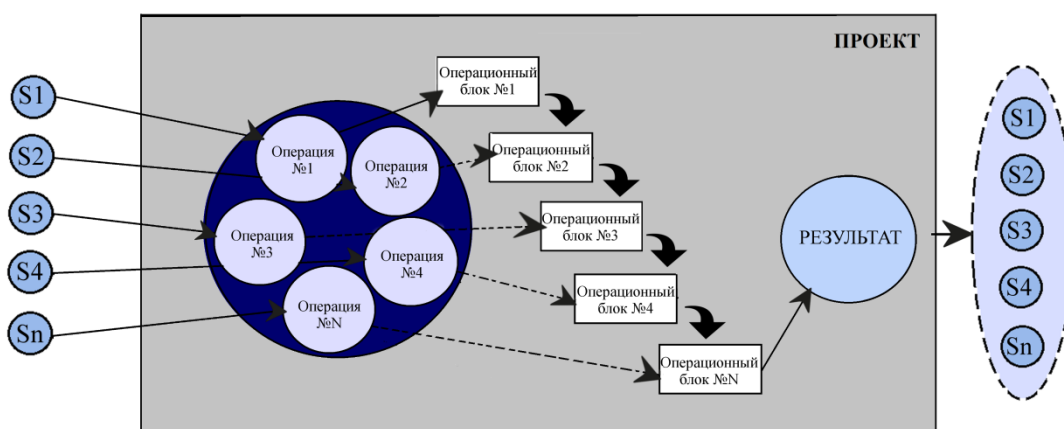 ПРОЕКТ
S1
S2
S3
S4
Sn
Операция
№1
Операция
№2
Операция
№3
Операция
№4
Операция
№N
Операционный
блок №1
Операционный
блок №2
Операционный
блок №3
Операционный
блок №4
Операционный
блок №N
РЕЗУЛЬТАТ
S1
S2
S3
S4
Sn